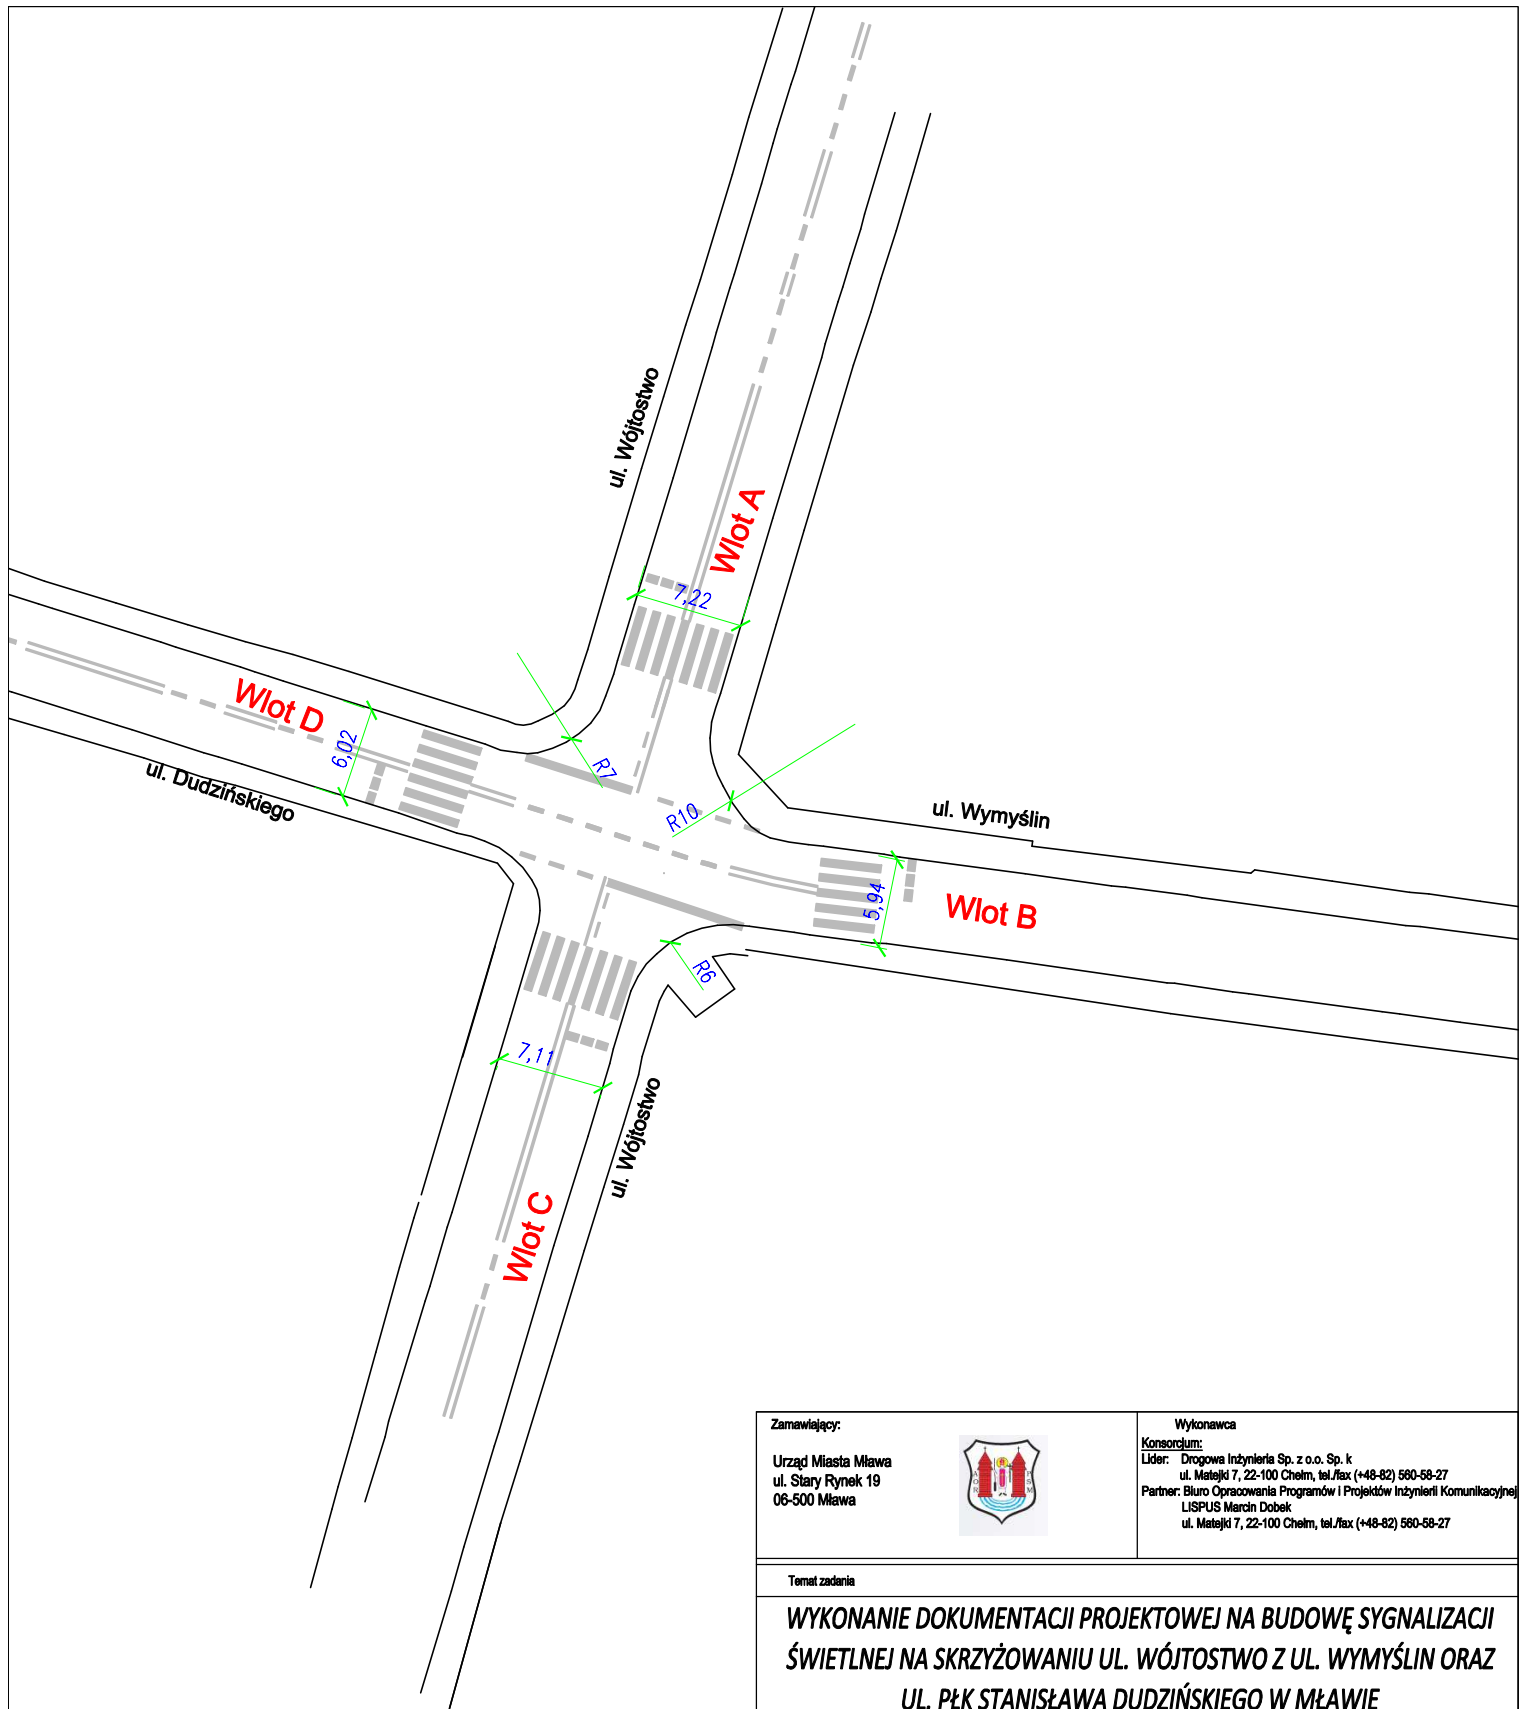 ul. Wójtostwo
Wlot A
7,22
Wlot D
6,02
ul. Dudzińskiego
R7
R10
ul. Wymyślin
5,94
Wlot B
R6
7,11
ul. Wójtostwo
Wlot C
Zamawiający:
Urząd Miasta Mława
ul. Stary Rynek 19
06-500 Mława
AOR PSM
Wykonawca
Konsorcjum:
Lider: Drogowa Inżynieria Sp. z o.o. Sp. k
ul. Matejki 7, 22-100 Chełm, tel./fax (+48-82) 560-58-27
Partner: Biuro Opracowania Programów i Projektów Inżynierii Komunikacyjnej
LISPUS Marcin Dobek
ul. Matejki 7, 22-100 Chełm, tel./fax (+48-82) 560-58-27
Temat zadania
WYKONANIE DOKUMENTACJI PROJEKTOWEJ NA BUDOWĘ SYGNALIZACJI
ŚWIETLNEJ NA SKRZYŻOWANIU UL. WÓJTOSTWO Z UL. WYMYŚLIN ORAZ
UL. PŁK STANISŁAWA DUDZIŃSKIEGO W MŁAWIE